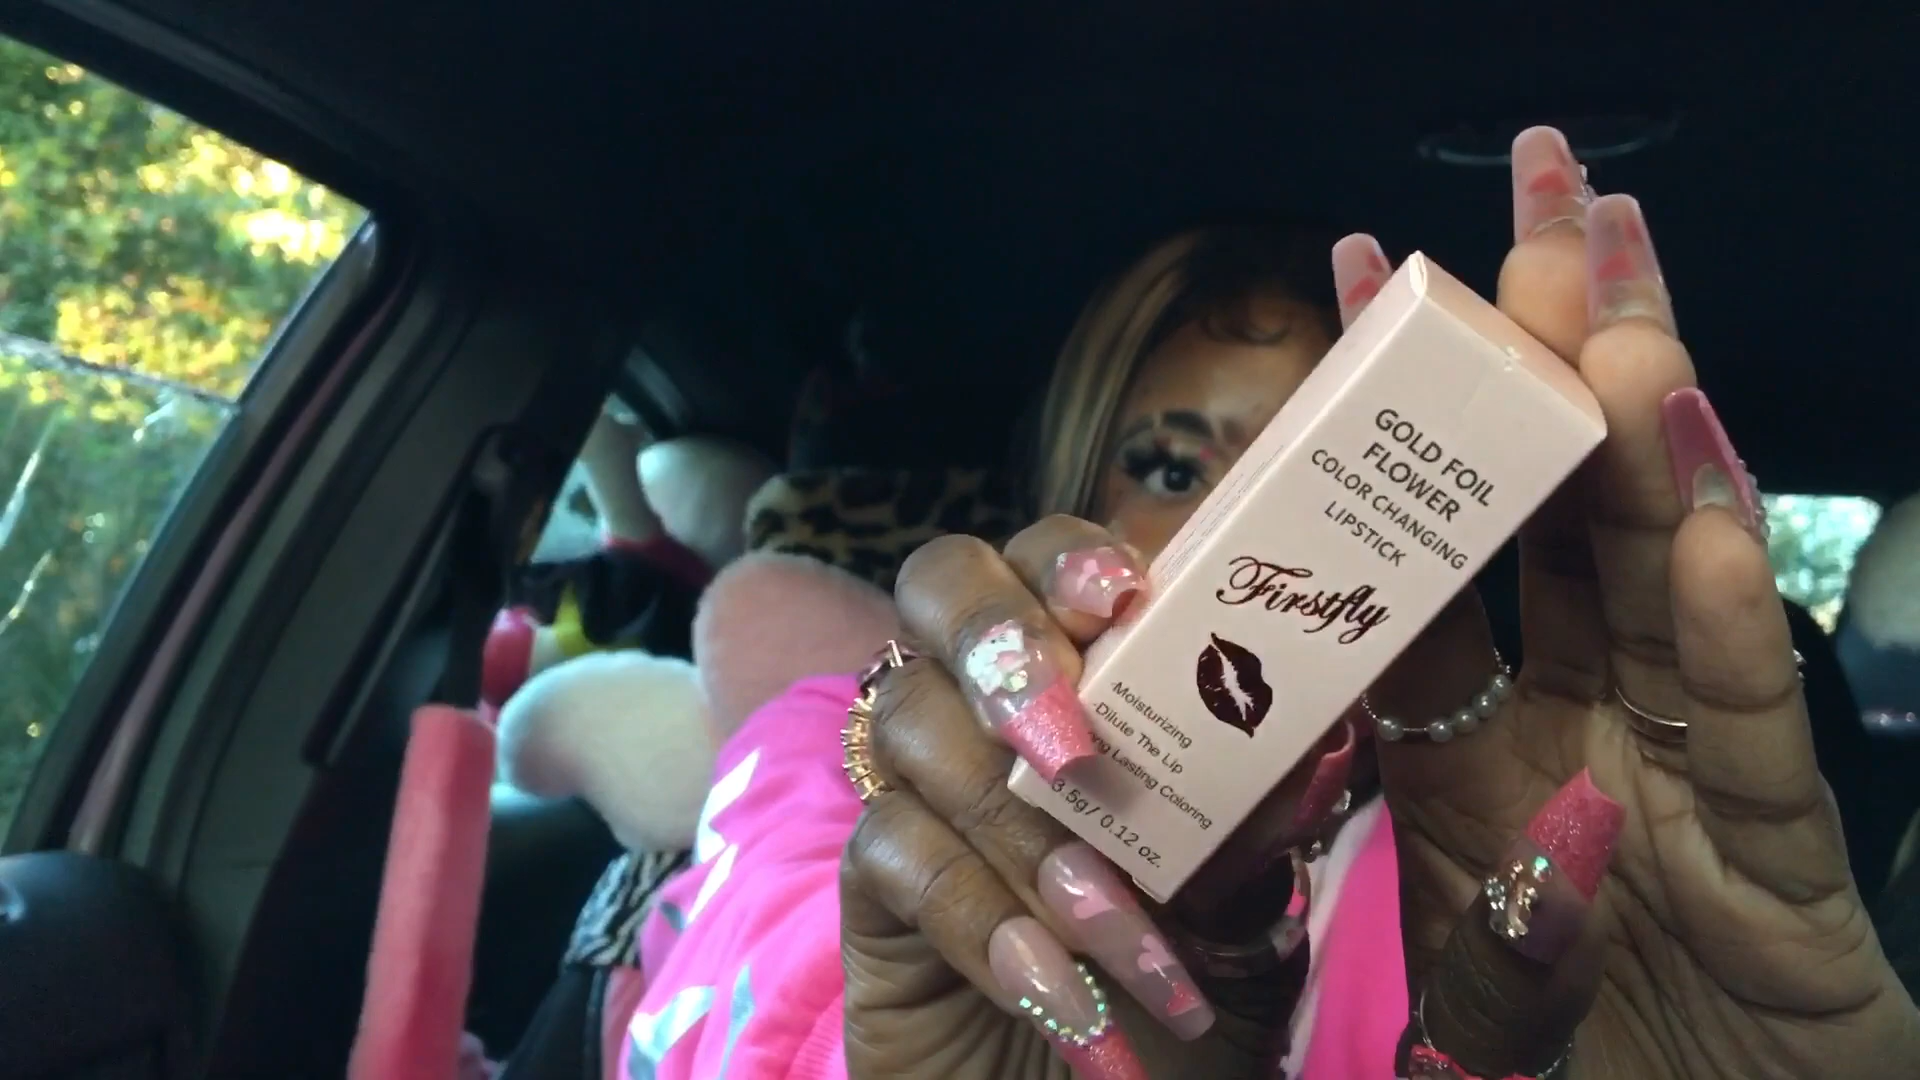 GOLD FOIL
FLOWER
COLOR CHANGING
LIPSTICK
Firstfly
·Moisturizing
·Dilute The Lip
Lasting Coloring
3.5g / 0.12 oz.